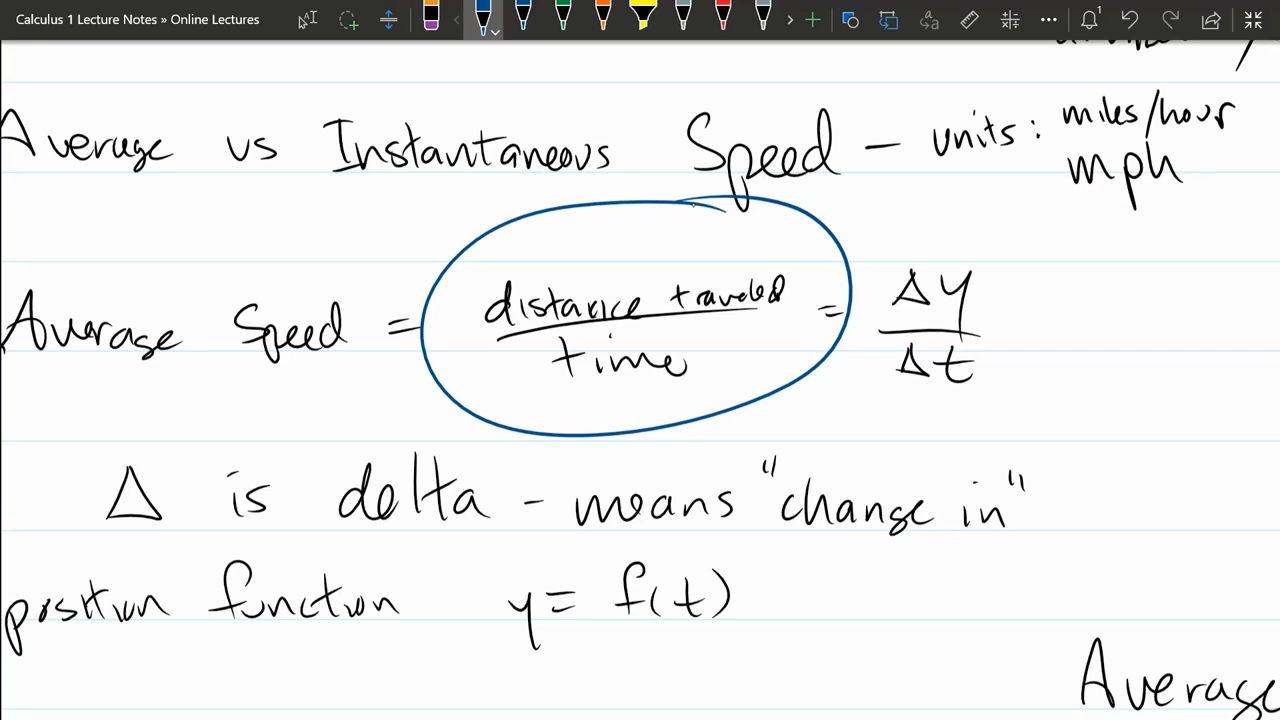 Calculus 1 Lecture Notes » Online Lectures
Average vs Instantaneous Speed – units: miles/hour
mph
Average Speed = distance traveled / time = Δy / Δt
Δ is delta – means "change in"
position function y = f(t)
Average